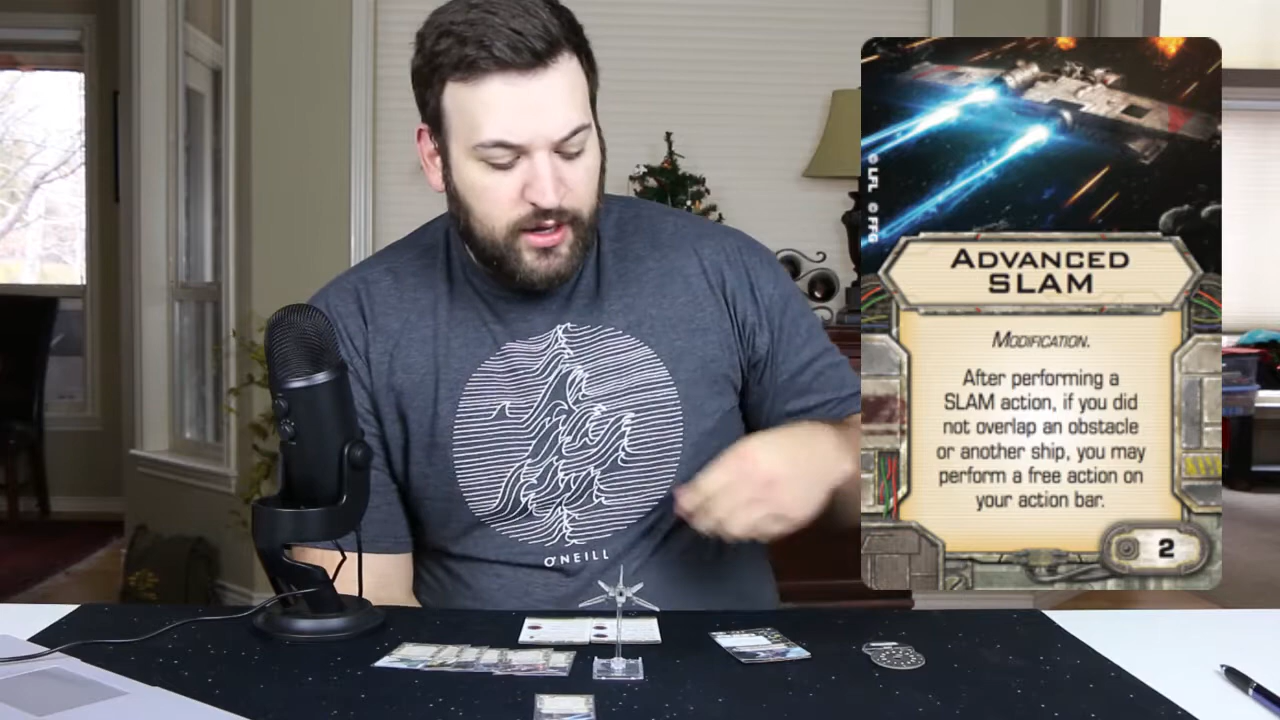 O'NEILL
© LFL © FFG
ADVANCED
SLAM
MODIFICATION.
After performing a
SLAM action, if you did
not overlap an obstacle
or another ship, you may
perform a free action on
your action bar.
2